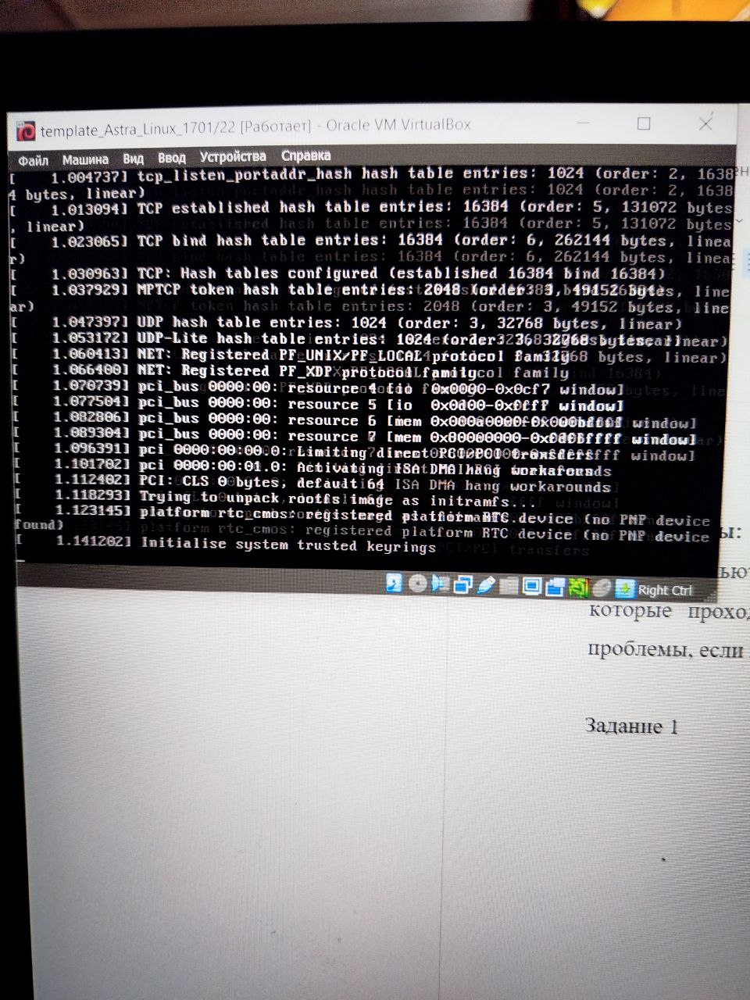 template_Astra_Linux_1701/22 [Работает] - Oracle VM VirtualBox
Файл Машина Вид Ввод Устройства Справка
[    1.004737] tcp_listen_portaddr_hash hash table entries: 1024 (order: 2, 1638
4 bytes, linear)
[    1.013094] TCP established hash table entries: 16384 (order: 5, 131072 bytes
, linear)
[    1.023065] TCP bind hash table entries: 16384 (order: 6, 262144 bytes, linea
r)
[    1.030963] TCP: Hash tables configured (established 16384 bind 16384)
[    1.037929] MPTCP token hash table entries: 2048 (order: 3, 49152 bytes, line
ar)
[    1.047397] UDP hash table entries: 1024 (order: 3, 32768 bytes, linear)
[    1.053172] UDP-Lite hash table entries: 1024 (order: 3, 32768 bytes, linear)
[    1.060413] NET: Registered PF_UNIX/PF_LOCAL protocol family
[    1.066400] NET: Registered PF_XDP protocol family
[    1.070739] pci_bus 0000:00: resource 4 [io  0x0000-0x0cf7 window]
[    1.077504] pci_bus 0000:00: resource 5 [io  0x0d00-0xffff window]
[    1.082806] pci_bus 0000:00: resource 6 [mem 0x000a0000-0x000bffff window]
[    1.089304] pci_bus 0000:00: resource 7 [mem window]
[    1.096391] pci 0000:00:00.0: Limiting direct PCI/PCI transfers
[    1.101702] pci 0000:00:01.0: Activating ISA DMA hang workarounds
[    1.112402] PCI: CLS 0 bytes, default 64
[    1.118293] Trying to unpack rootfs image as initramfs...
[    1.123145] platform rtc_cmos: registered platform RTC device (no PNP device
found)
[    1.141202] Initialise system trusted keyrings
Right Ctrl
ы:
которые проход
проблемы, если
Задание 1